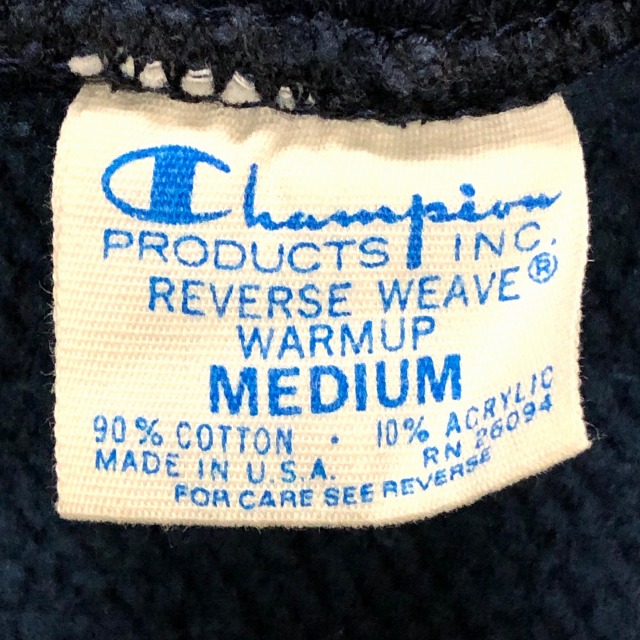 Champion
PRODUCTS INC.
REVERSE WEAVE®
WARMUP
MEDIUM
90% COTTON · 10% ACRYLIC
MADE IN U.S.A. RN 26094
FOR CARE SEE REVERSE